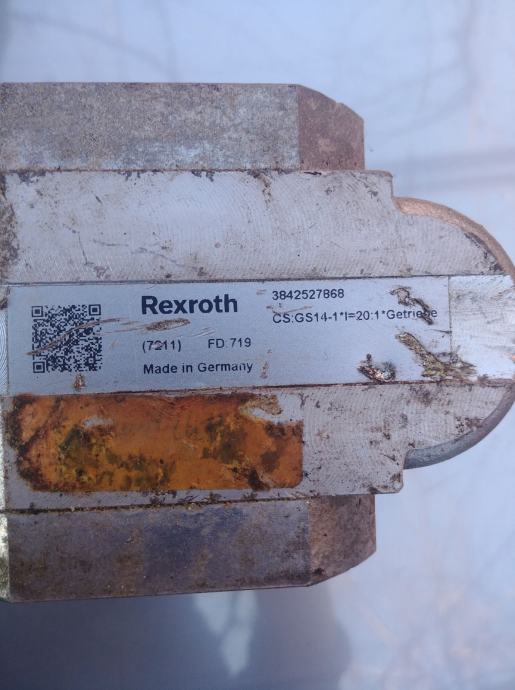 Rexroth
3842527868
CS:GS14-1*I=20:1*Getriebe
(7211) FD:719
Made in Germany